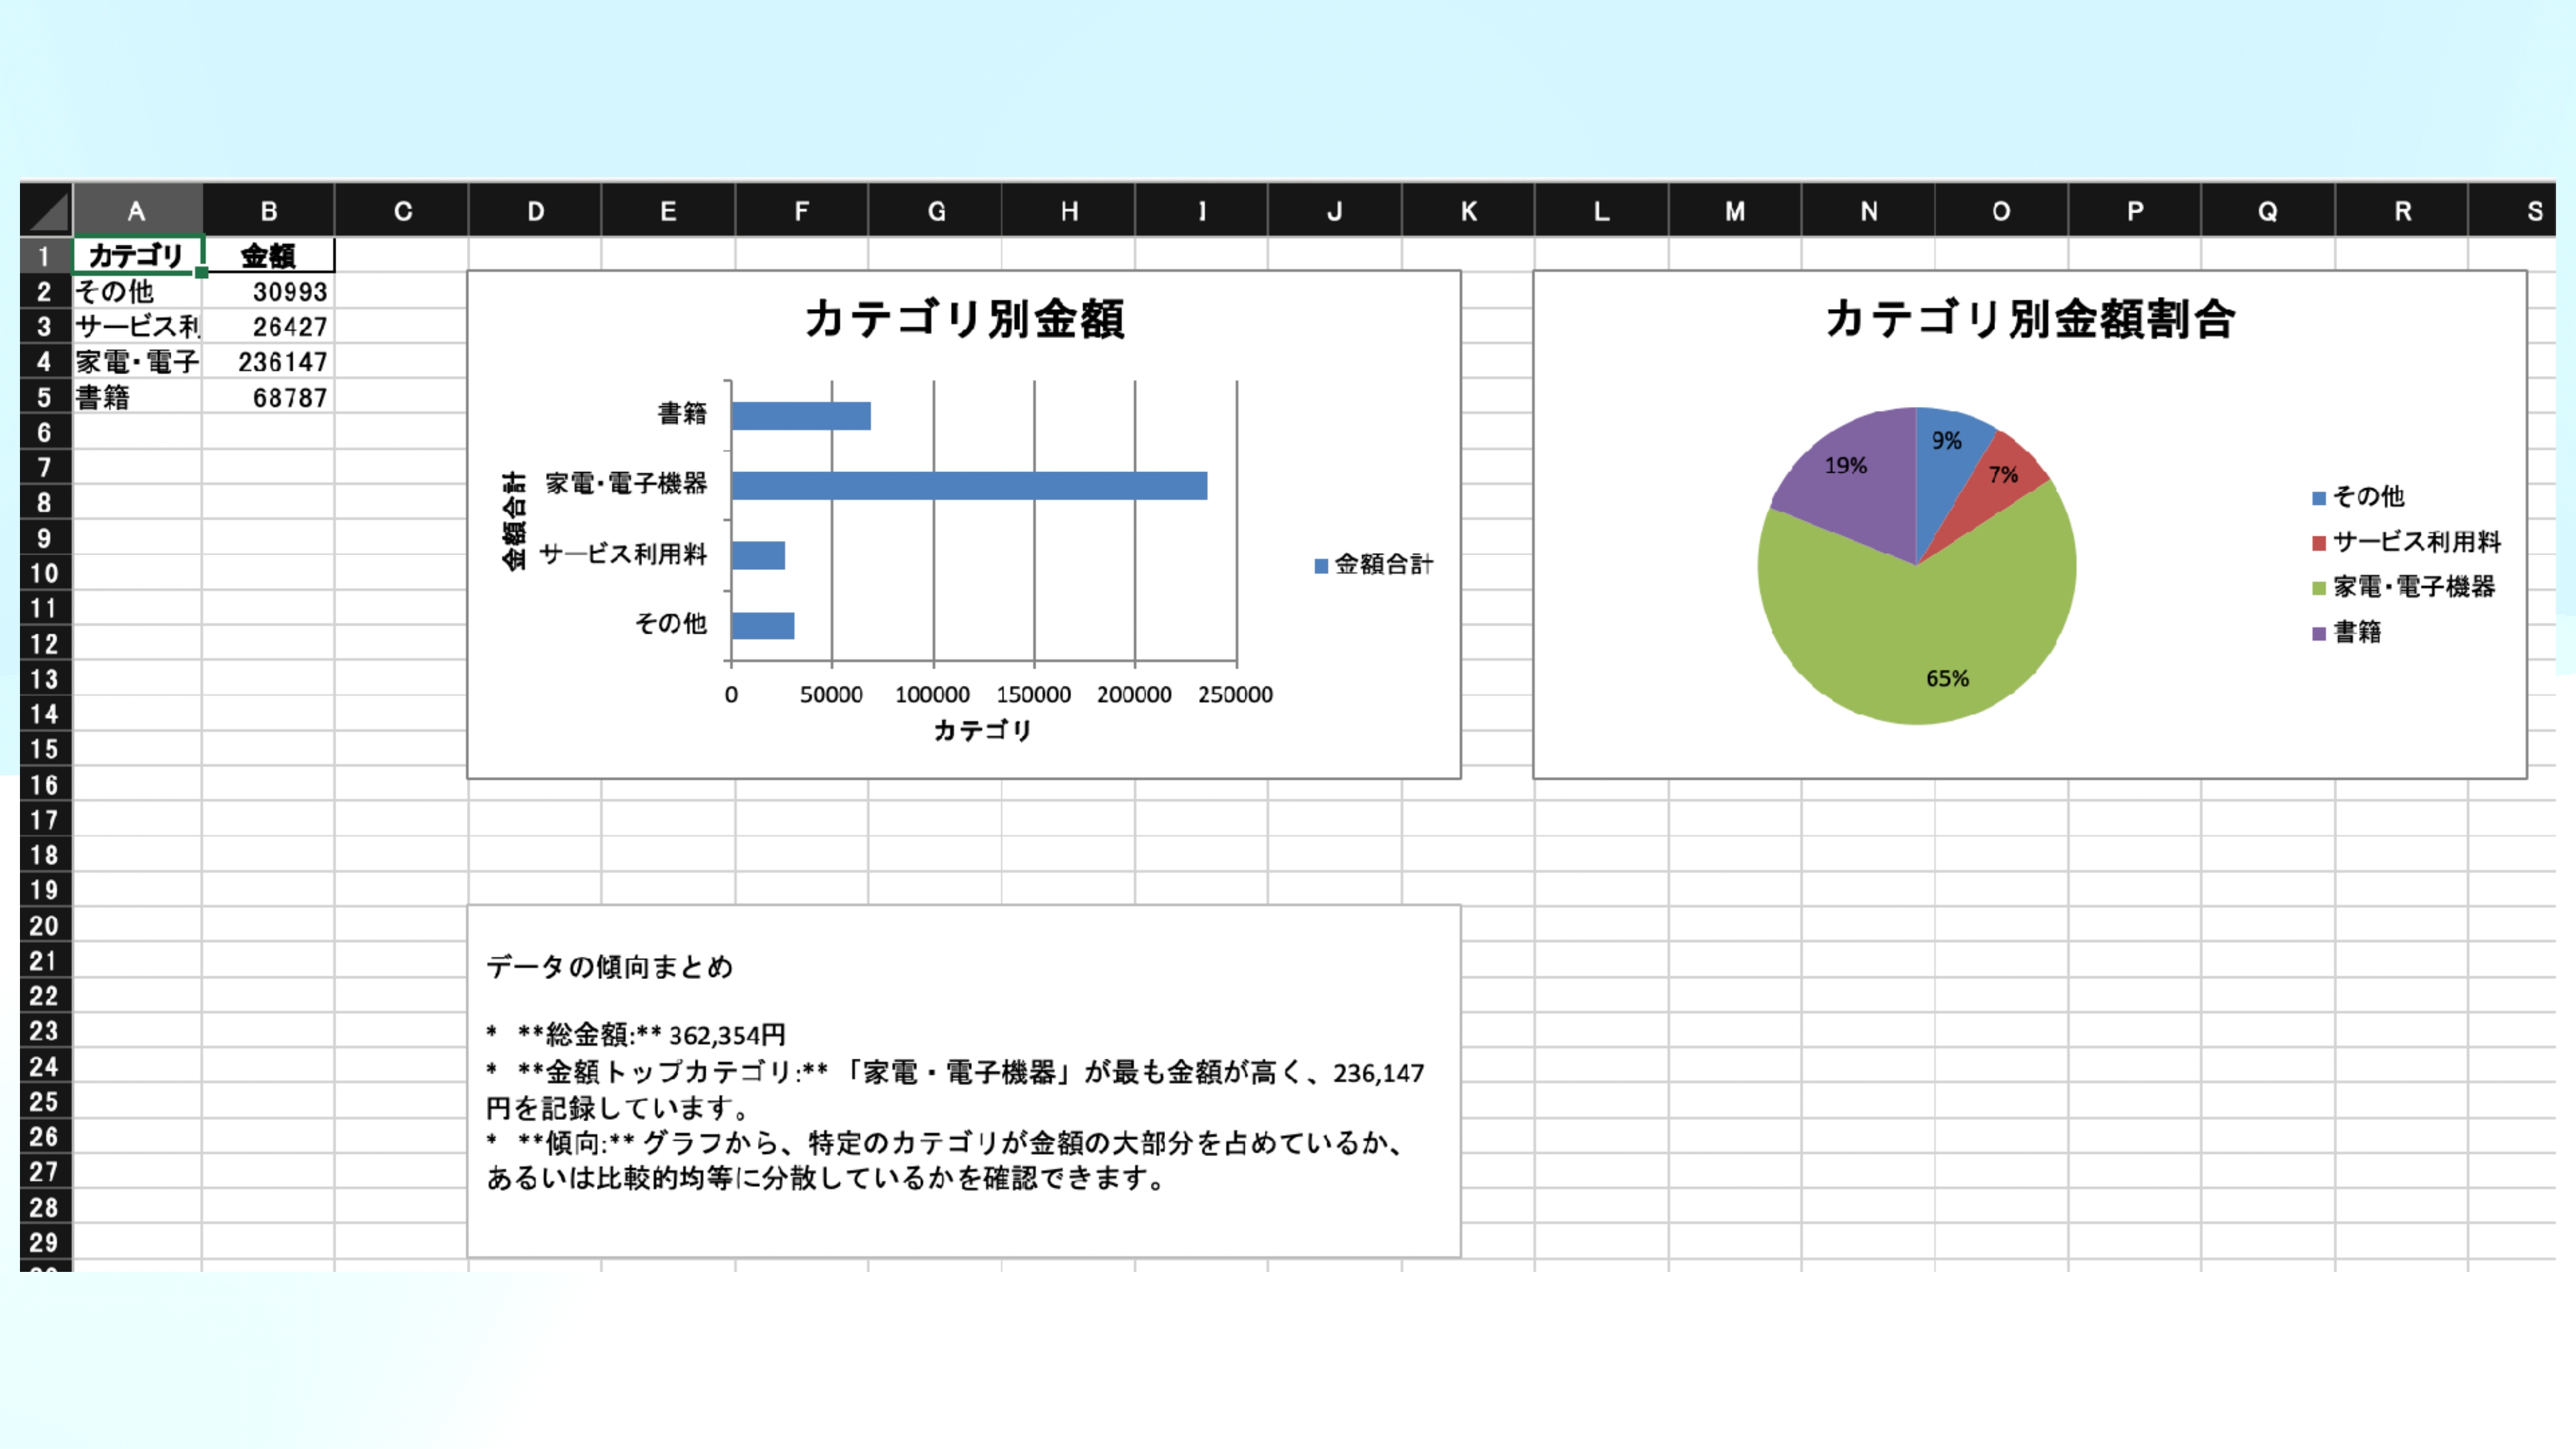 A B C D E F G H I J K L M N O P Q R S
1 カテゴリ 金額
2 その他 30993
3 サービス利 26427
4 家電・電子 236147
5 書籍 68787
6
7
8
9
10
11
12
13
14
15
16
17
18
19
20
21
22
23
24
25
26
27
28
29
カテゴリ別金額
金額合計
書籍
家電・電子機器
サービス利用料
その他
0 50000 100000 150000 200000 250000
カテゴリ
金額合計
カテゴリ別金額割合
9%
7%
65%
19%
その他
サービス利用料
家電・電子機器
書籍
データの傾向まとめ
* **総金額:** 362,354円
* **金額トップカテゴリ:** 「家電・電子機器」が最も金額が高く、236,147
円を記録しています。
* **傾向:** グラフから、特定のカテゴリが金額の大部分を占めているか、
あるいは比較的均等に分散しているかを確認できます。